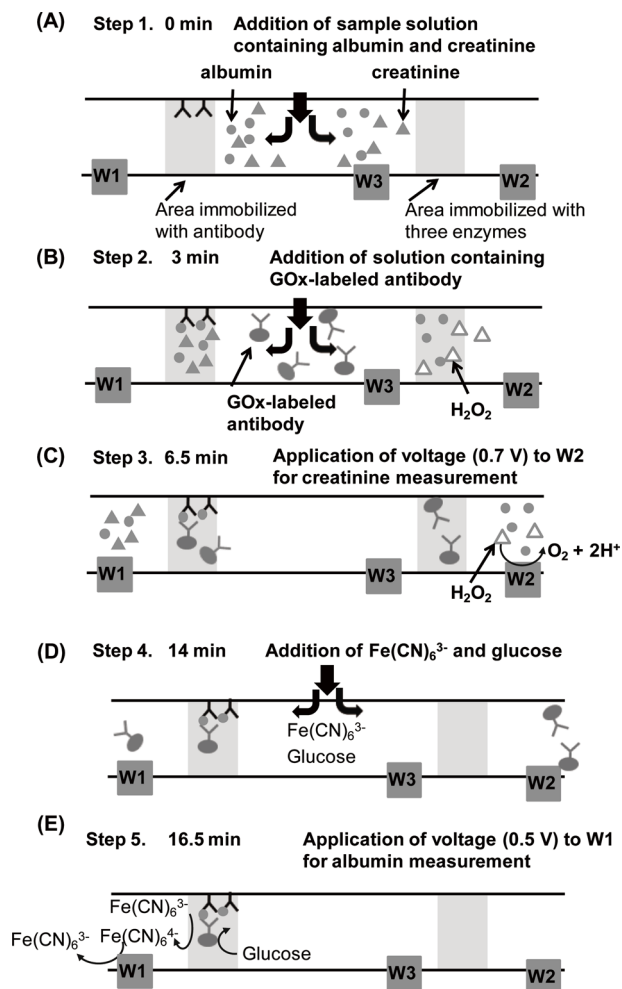 (A)
Step 1. 0 min Addition of sample solution
containing albumin and creatinine
albumin creatinine
W1 W3 W2
Area immobilized
with antibody
Area immobilized with
three enzymes
(B)
Step 2. 3 min Addition of solution containing
GOx-labeled antibody
W1 W3 W2
GOx-labeled
antibody
H₂O₂
(C)
Step 3. 6.5 min Application of voltage (0.7 V) to W2
for creatinine measurement
O₂ + 2H⁺
W1 W3 W2
H₂O₂
(D)
Step 4. 14 min Addition of Fe(CN)₆³⁻ and glucose
Fe(CN)₆³⁻
Glucose
W1 W3 W2
(E)
Step 5. 16.5 min Application of voltage (0.5 V) to W1
for albumin measurement
Fe(CN)₆³⁻
Fe(CN)₆³⁻ Fe(CN)₆⁴⁻
Glucose
W1 W3 W2